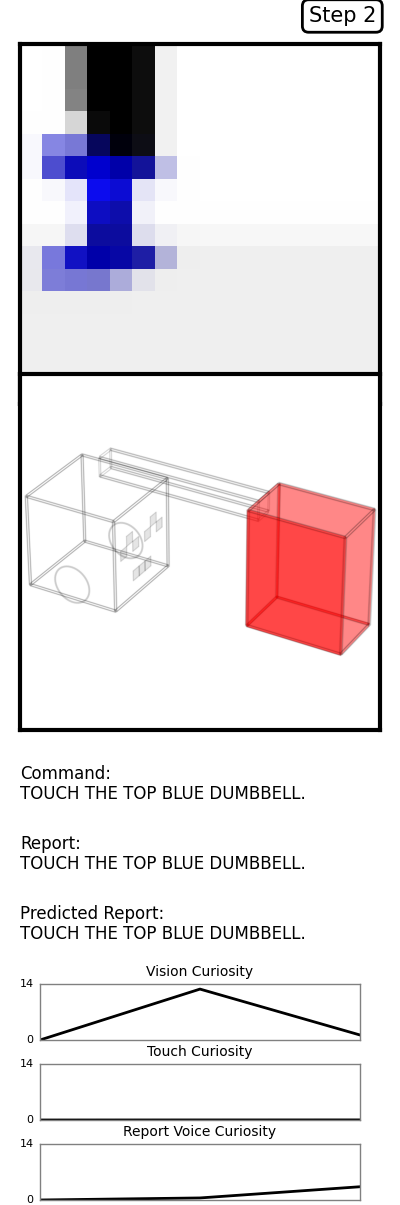 Step 2
Command:
TOUCH THE TOP BLUE DUMBBELL.
Report:
TOUCH THE TOP BLUE DUMBBELL.
Predicted Report:
TOUCH THE TOP BLUE DUMBBELL.
Vision Curiosity
14
0
Touch Curiosity
14
0
Report Voice Curiosity
14
0